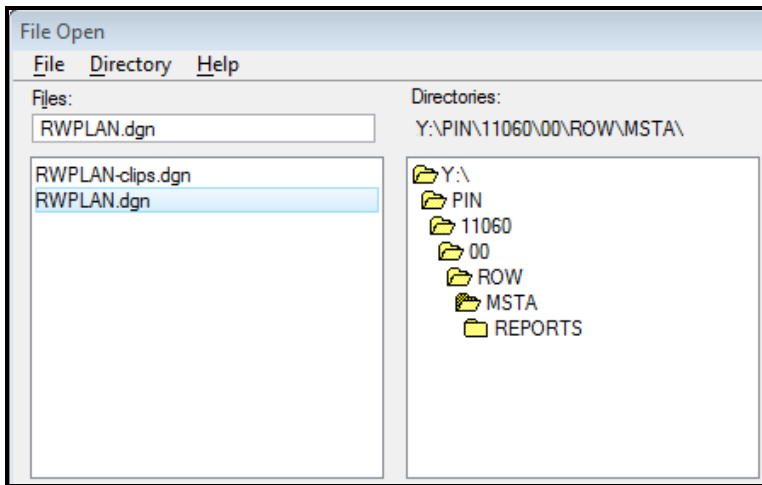 File Open
File Directory Help
Files:
RWPLAN.dgn
RWPLAN-clips.dgn
RWPLAN.dgn
Directories:
Y:\PIN\11060\00\ROW\MSTA\
Y:\
PIN
11060
00
ROW
MSTA
REPORTS